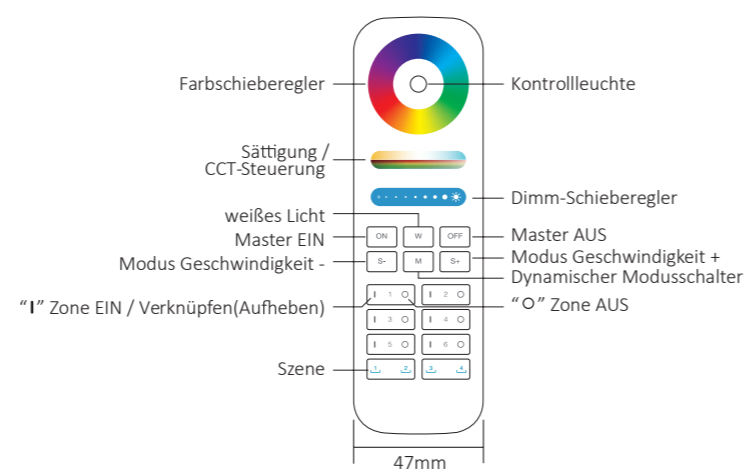 Farbschieberegler
Kontrollleuchte
Sättigung /
CCT-Steuerung
Dimm-Schieberegler
weißes Licht
Master EIN
ON
W
OFF
Master AUS
Modus Geschwindigkeit -
S-
M
S+
Modus Geschwindigkeit +
Dynamischer Modusschalter
“I” Zone EIN / Verknüpfen(Aufheben)
I 1 O
I 2 O
“O” Zone AUS
I 3 O
I 4 O
I 5 O
I 6 O
Szene
1 2
3 4
47mm